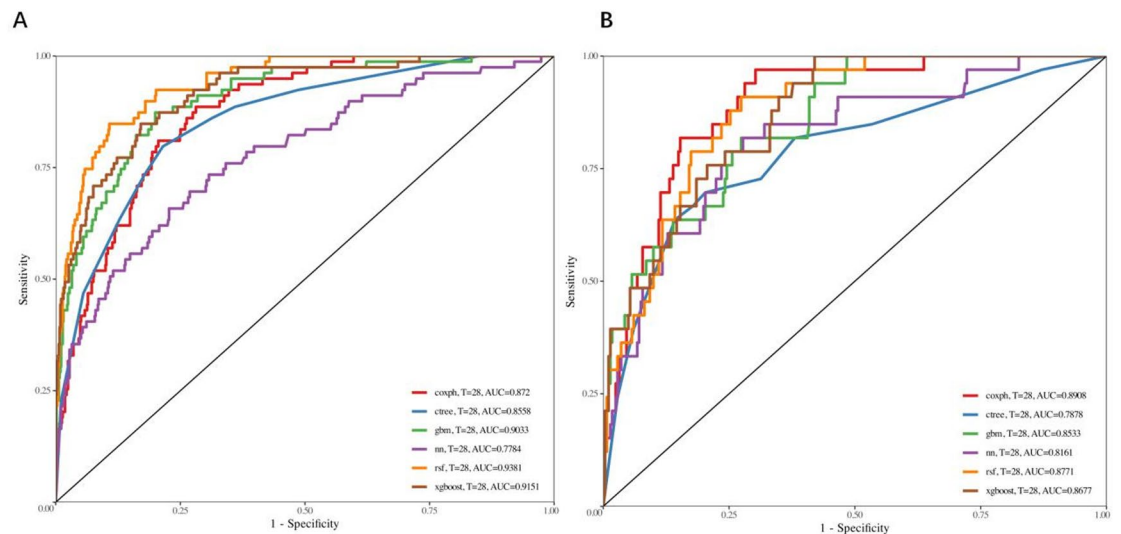 A
1.00
0.75
0.50
0.25
0.00
Sensitivity
coxph, T=28, AUC=0.872
ctree, T=28, AUC=0.8558
gbm, T=28, AUC=0.9033
nn, T=28, AUC=0.7784
rsf, T=28, AUC=0.9381
xgboost, T=28, AUC=0.9151
0.00 0.25 0.50 0.75 1.00
1 - Specificity
B
1.00
0.75
0.50
0.25
Sensitivity
coxph, T=28, AUC=0.8908
ctree, T=28, AUC=0.7878
gbm, T=28, AUC=0.8533
nn, T=28, AUC=0.8161
rsf, T=28, AUC=0.8771
xgboost, T=28, AUC=0.8677
0.00 0.25 0.50 0.75 1.00
1 - Specificity